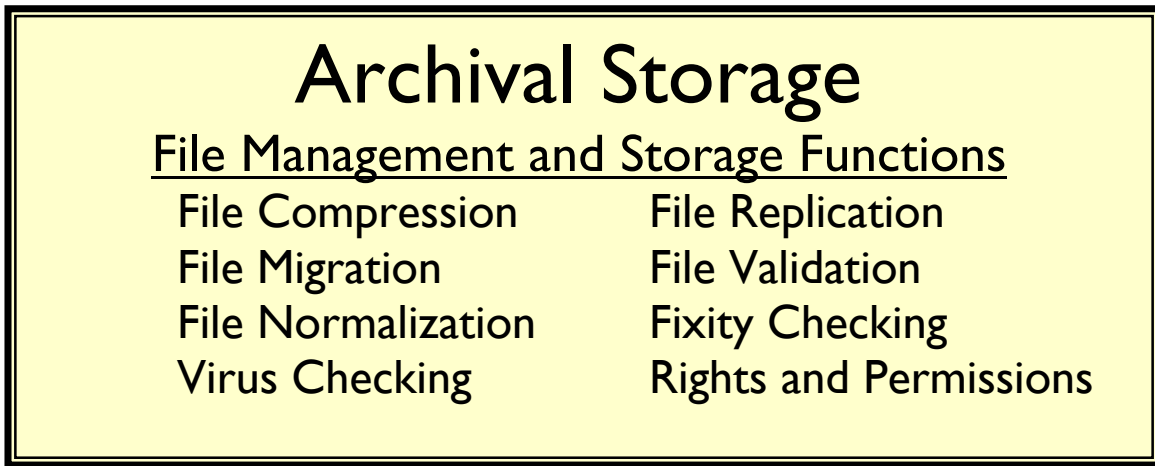 Archival Storage
File Management and Storage Functions
File Compression File Replication
File Migration File Validation
File Normalization Fixity Checking
Virus Checking Rights and Permissions